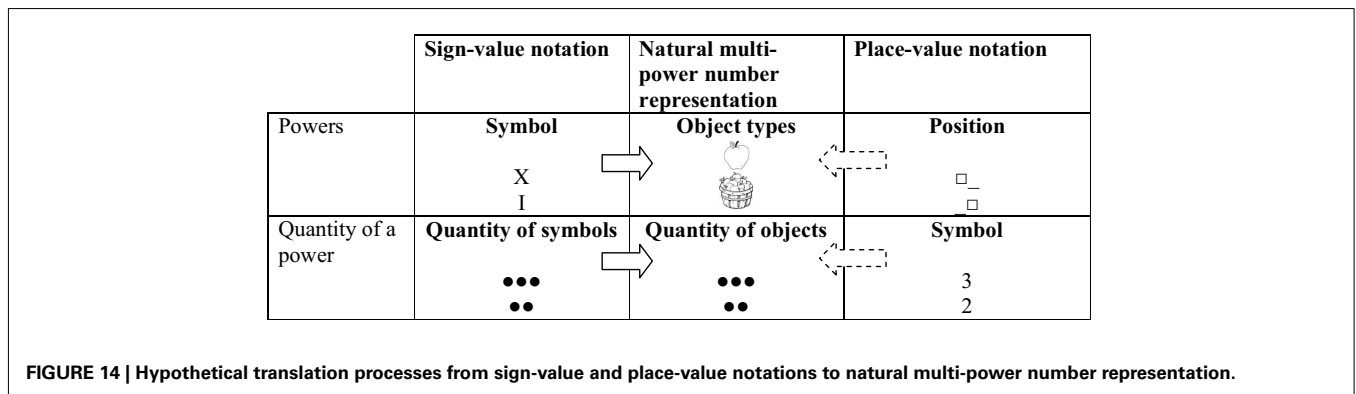 Sign-value notation Natural multi- Place-value notation
power number
representation
Powers Symbol Object types Position
X □_
I _□
Quantity of a Quantity of symbols Quantity of objects Symbol
power
●●● ●●● 3
●● ●● 2
FIGURE 14 | Hypothetical translation processes from sign-value and place-value notations to natural multi-power number representation.